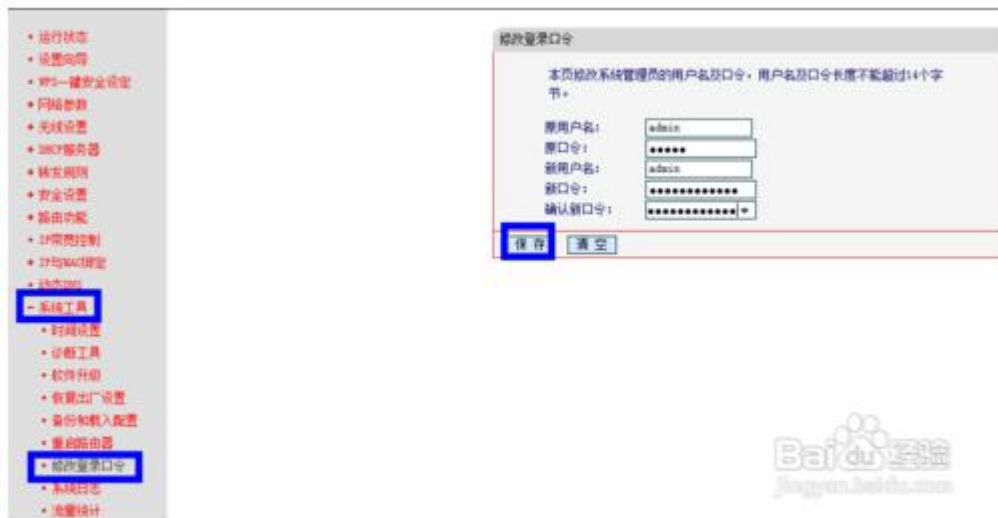 • 运行状态
• 设置向导
• WPS一键安全设定
+ 网络参数
+ 无线设置
+ DHCP服务器
+ 转发规则
+ 安全设置
+ 路由功能
• IP带宽控制
+ IP与MAC绑定
• 动态DNS
- 系统工具
• 时间设置
• 诊断工具
• 软件升级
• 恢复出厂设置
• 备份和载入配置
• 重启路由器
• 修改登录口令
• 系统日志
• 流量统计
修改登录口令
本页修改系统管理员的用户名及口令，用户名及口令长度不能超过14个字
节。
原用户名： admin
原口令： ●●●●●
新用户名： admin
新口令： ●●●●●●●●●●●●
确认新口令： ●●●●●●●●●●●●
保 存 清 空
Baidu 经验
jingyan.baidu.com